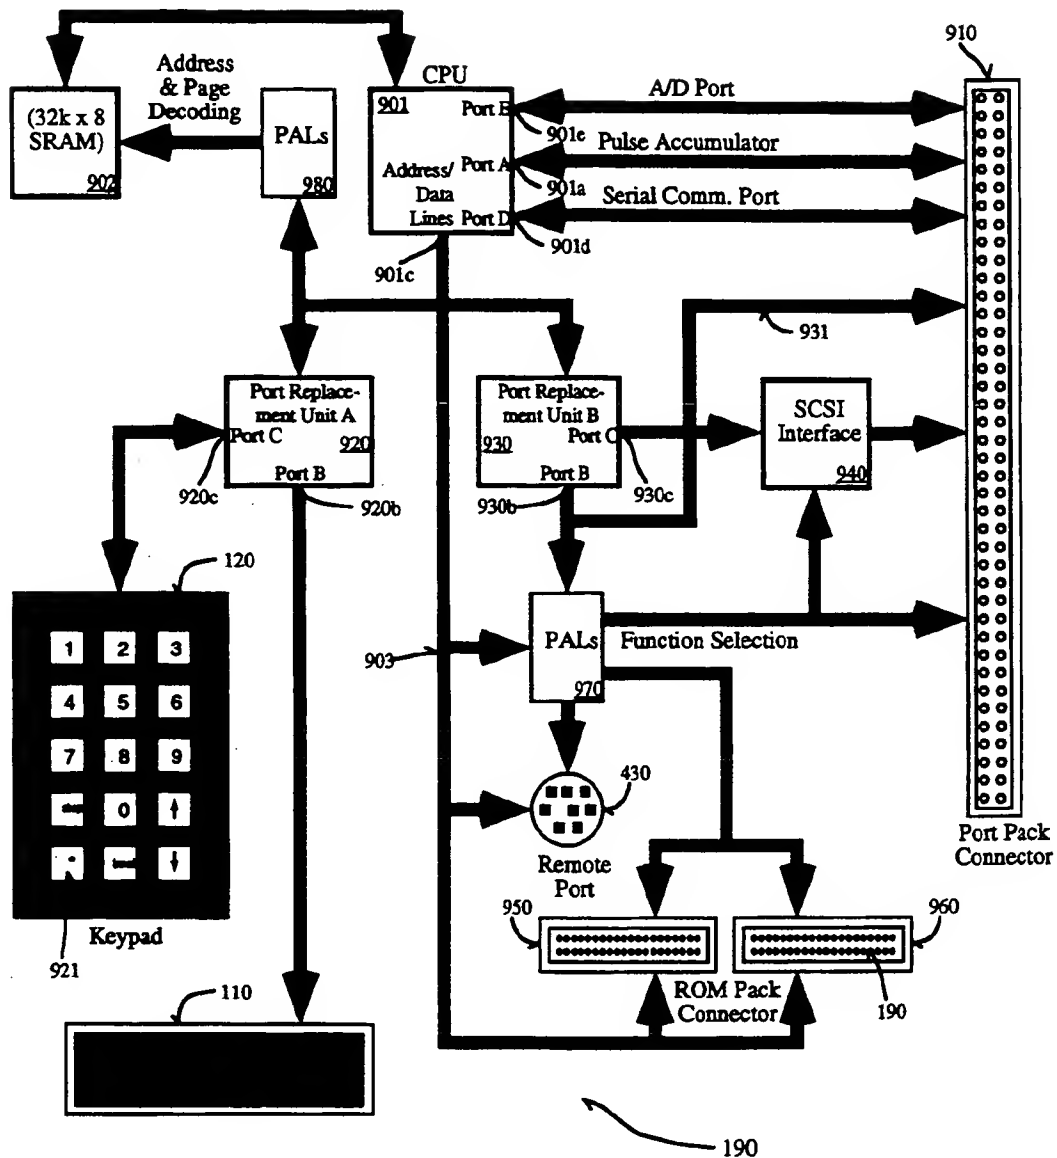 910
Address
& Page
Decoding
CPU
A/D Port
(32k x 8
SRAM)
902
PALs
980
901
Port E
901e
Pulse Accumulator
Address/
Data
Lines
Port A
901a
Serial Comm. Port
Port D
901d
901c
931
Port Replace-
ment Unit A
920
Port C
Port B
920c
920b
Port Replace-
ment Unit B
930
Port C
Port B
930b
930c
SCSI
Interface
940
120
1 2 3
4 5 6
7 8 9
0 ↑
↓
Keypad
921
903
PALs
970
Function Selection
430
Remote
Port
Port Pack
Connector
950
960
ROM Pack
Connector
190
110
190